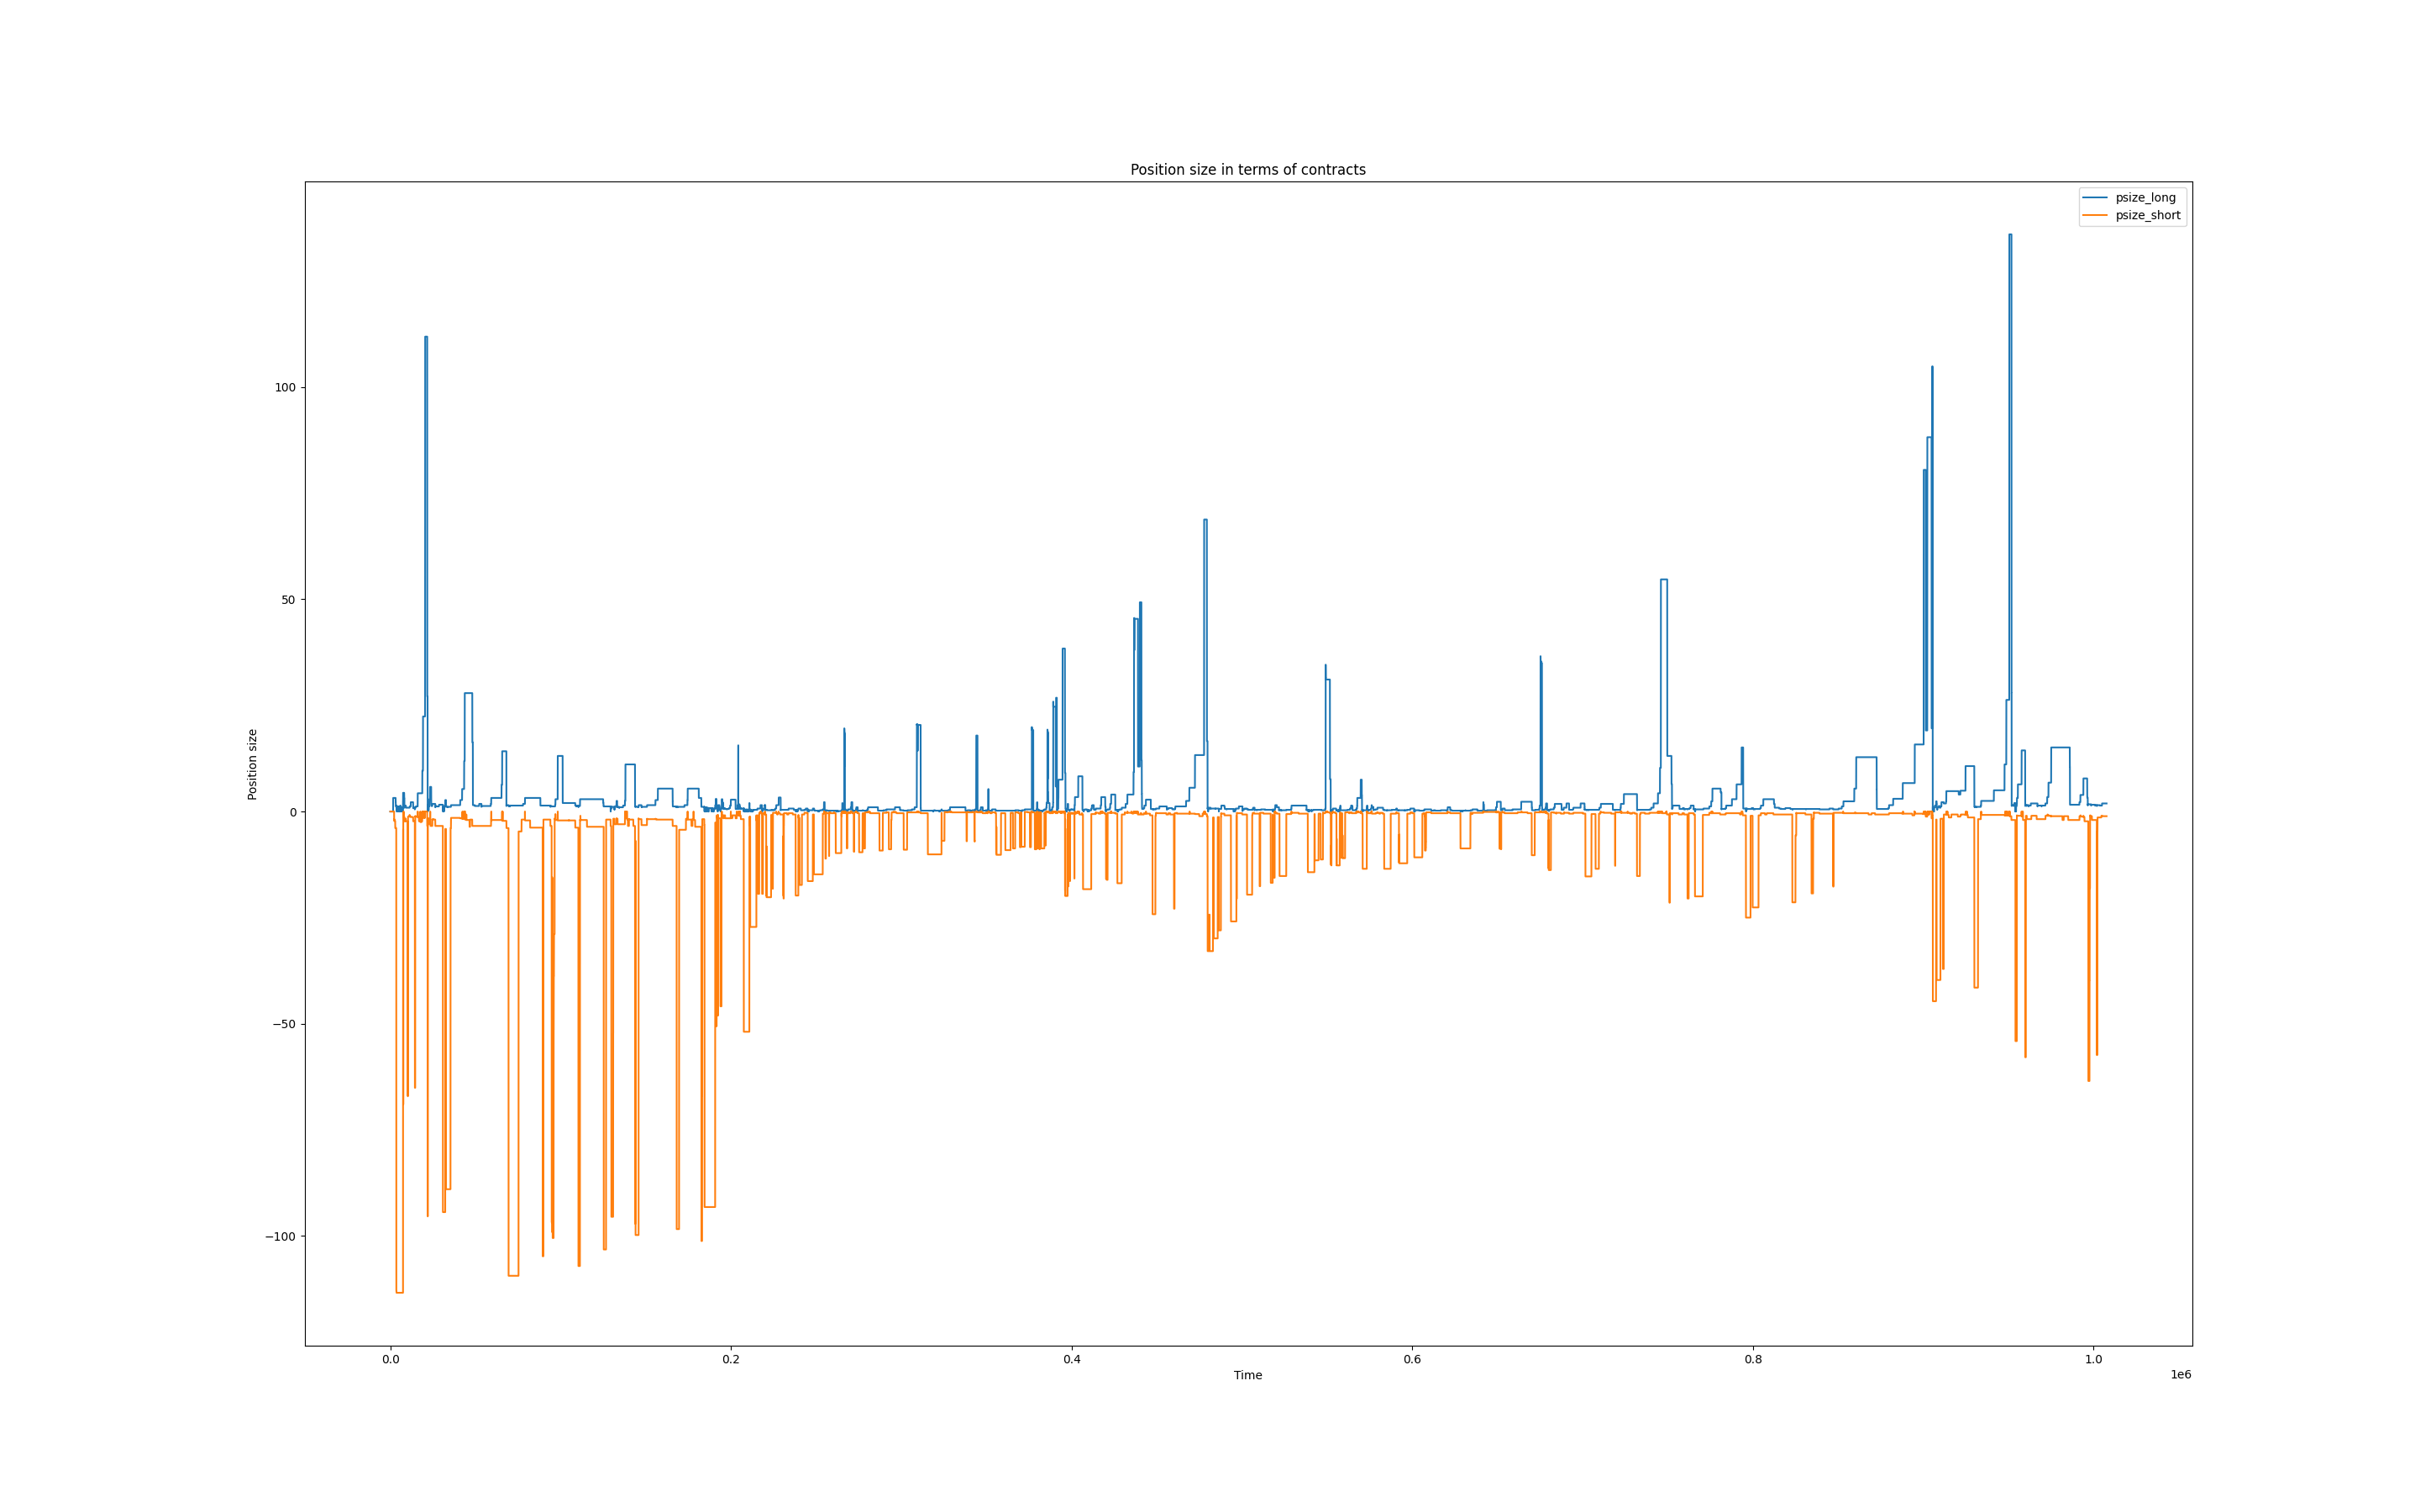 Position size in terms of contracts
psize_long
psize_short
Position size
100
50
0
−50
−100
0.0
0.2
0.4
0.6
0.8
1.0
1e6
Time